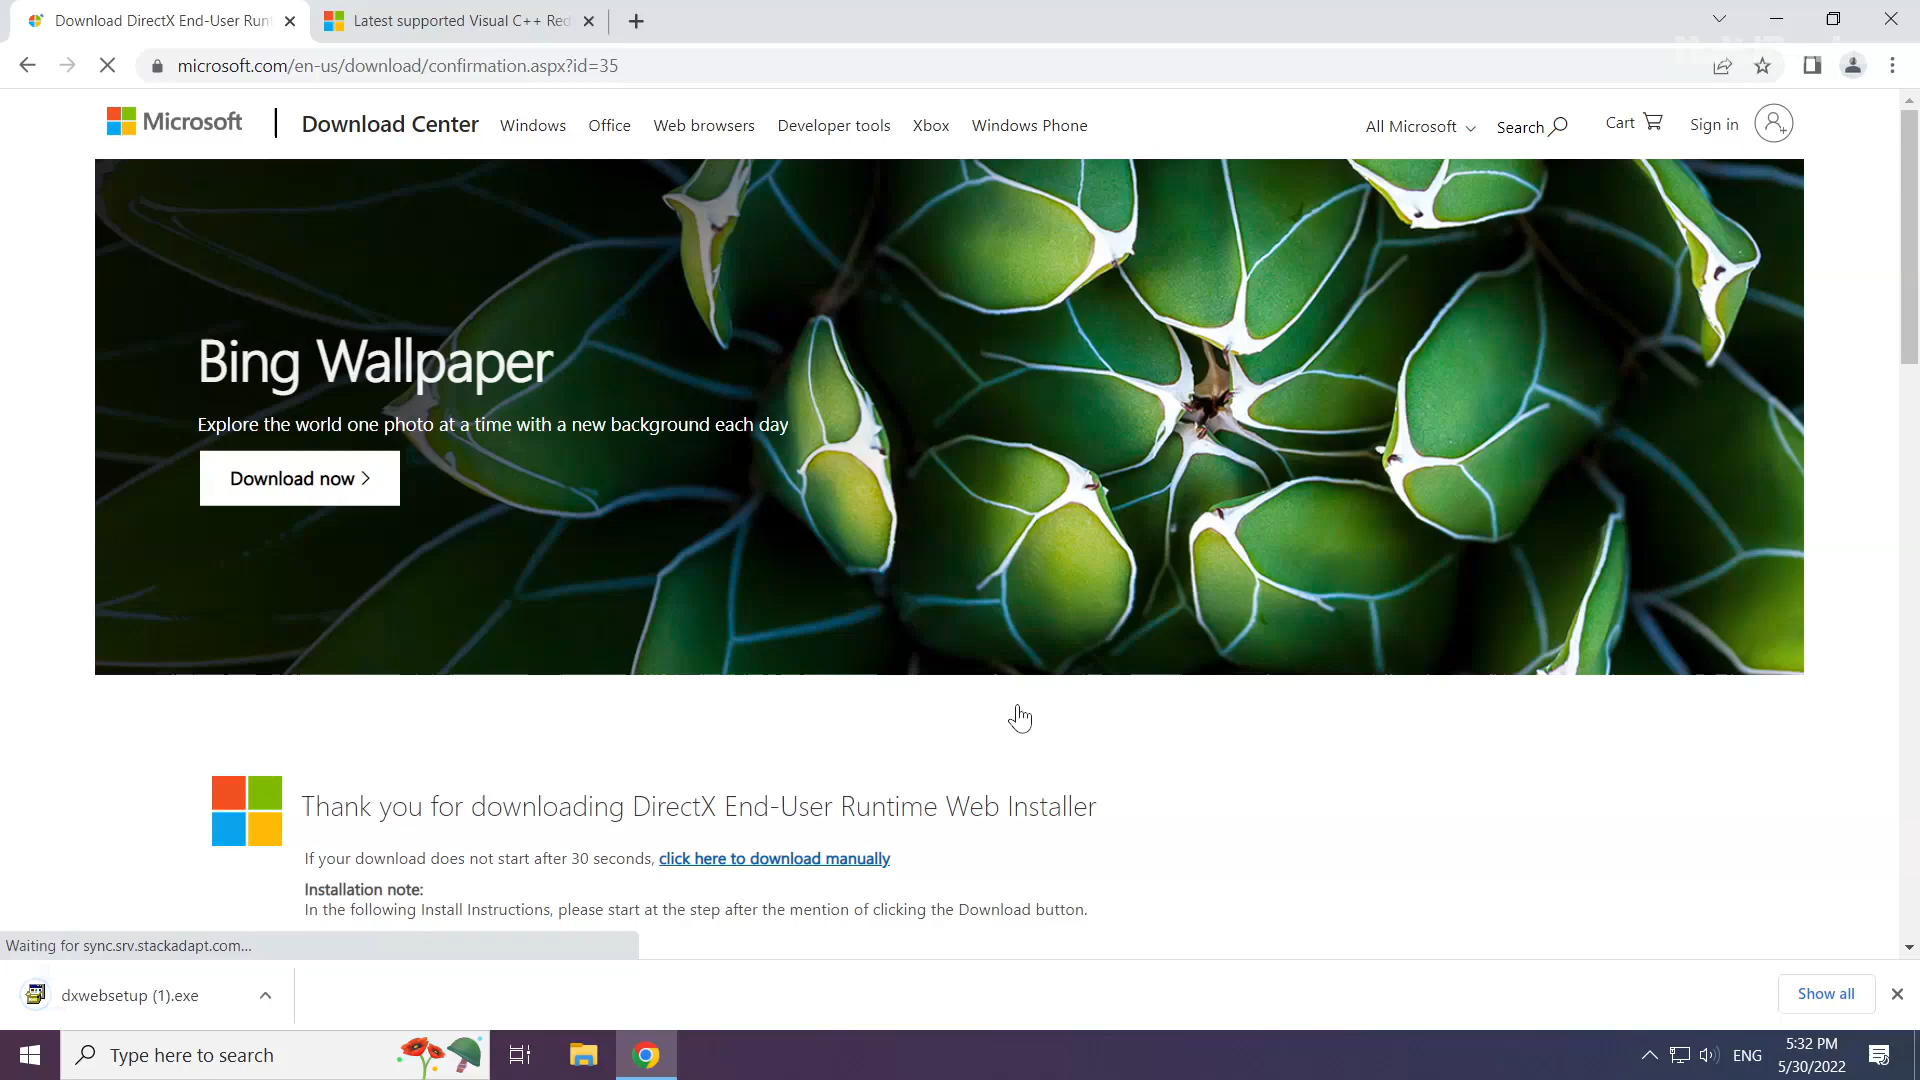 Download DirectX End-User Runt
Latest supported Visual C++ Red
microsoft.com/en-us/download/confirmation.aspx?id=35
Microsoft
Download Center
Windows
Office
Web browsers
Developer tools
Xbox
Windows Phone
All Microsoft
Search
Cart
Sign in
Bing Wallpaper
Explore the world one photo at a time with a new background each day
Download now >
Thank you for downloading DirectX End-User Runtime Web Installer
If your download does not start after 30 seconds, click here to download manually
Installation note:
In the following Install Instructions, please start at the step after the mention of clicking the Download button.
Waiting for sync.srv.stackadapt.com...
dxwebsetup (1).exe
Show all
Type here to search
ENG
5:32 PM
5/30/2022